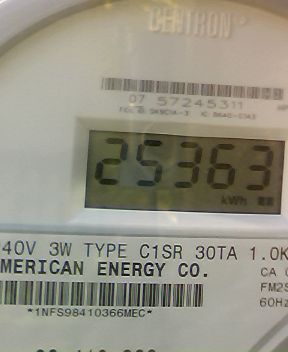 CENTRON
07 57245311
25363
kWh
40V 3W TYPE C1SR 30TA 1.0K
MERICAN ENERGY CO.
CA
FM2S
60Hz
*1NFS98410366MEC*